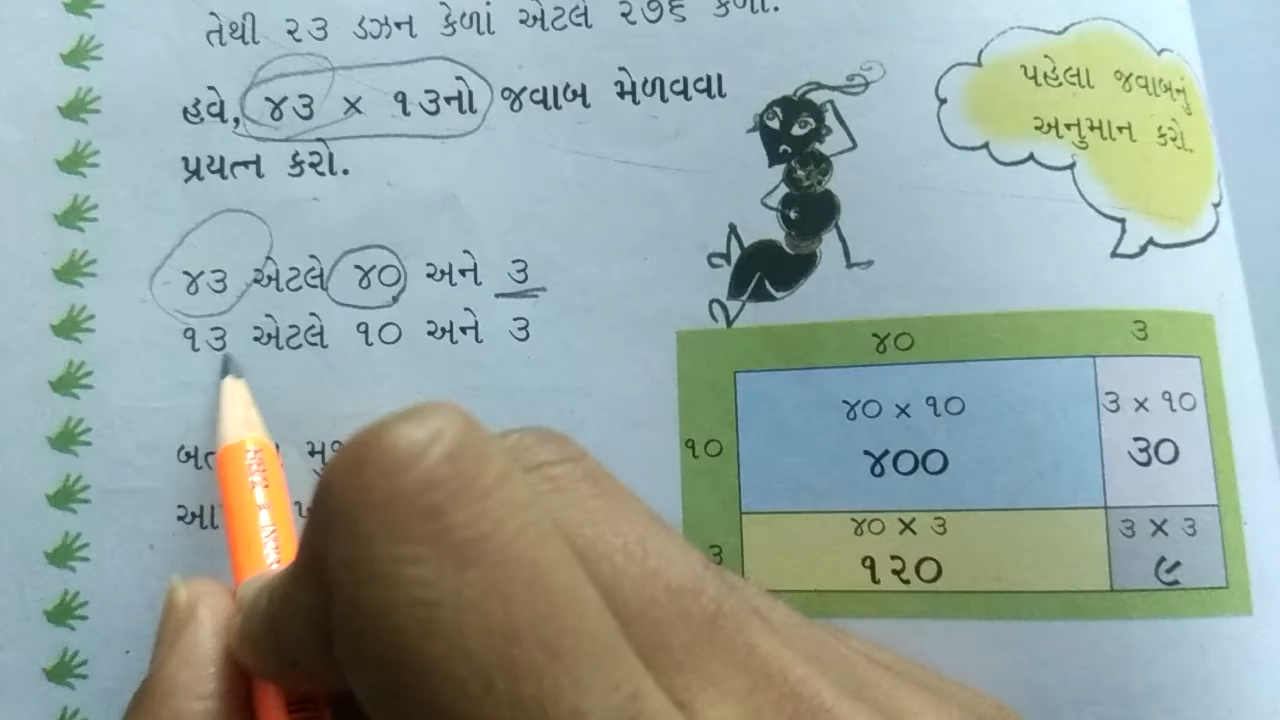 તેથી ૨૩ ડઝન કેળાં એટલે ૨૭૬ કેળાં.
હવે, ૪૩ × ૧૩નો જવાબ મેળવવા
પ્રયત્ન કરો.
પહેલા જવાબનું
અનુમાન કરો.
૪૩ એટલે ૪૦ અને ૩
૧૩ એટલે ૧૦ અને ૩
૪૦ ૩
૪૦ × ૧૦ ૩ × ૧૦
૧૦ ૪૦૦ ૩૦
૪૦ × ૩ ૩ × ૩
૩ ૧૨૦ ૯